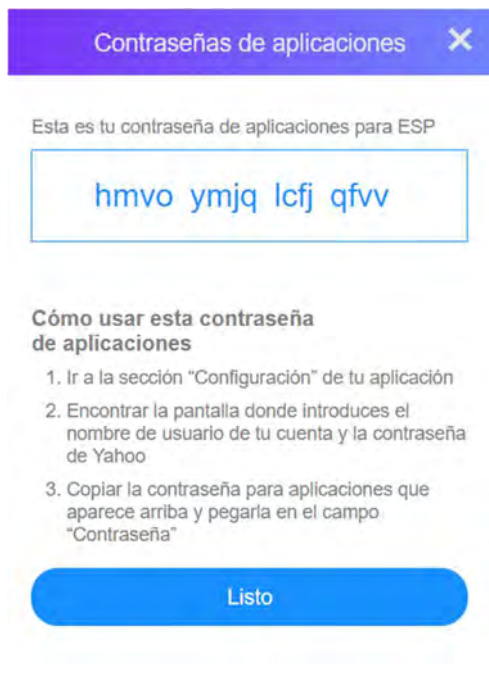 Contraseñas de aplicaciones ×
Esta es tu contraseña de aplicaciones para ESP
hmvo ymjq lcfj qfvv
Cómo usar esta contraseña
de aplicaciones
1. Ir a la sección “Configuración” de tu aplicación
2. Encontrar la pantalla donde introduces el
nombre de usuario de tu cuenta y la contraseña
de Yahoo
3. Copiar la contraseña para aplicaciones que
aparece arriba y pegarla en el campo
“Contraseña”
Listo